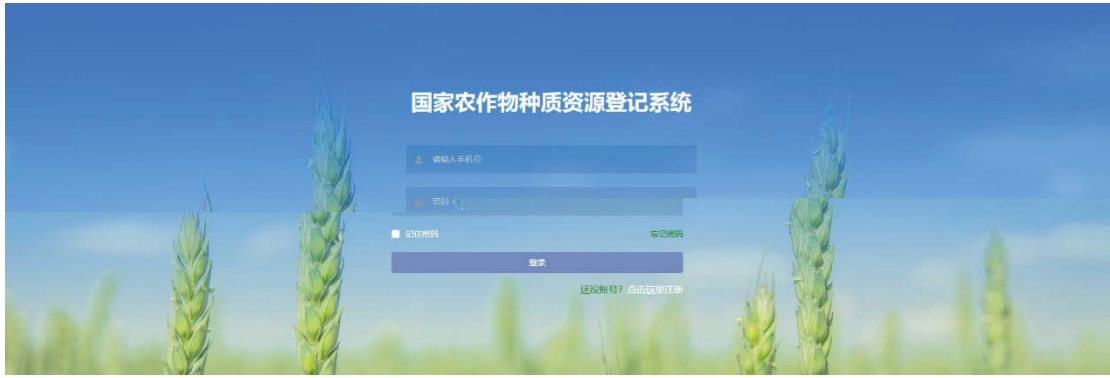 国家农作物种质资源登记系统
请输入手机号
密码
记住密码 忘记密码
登录
还没账号？点击这里注册